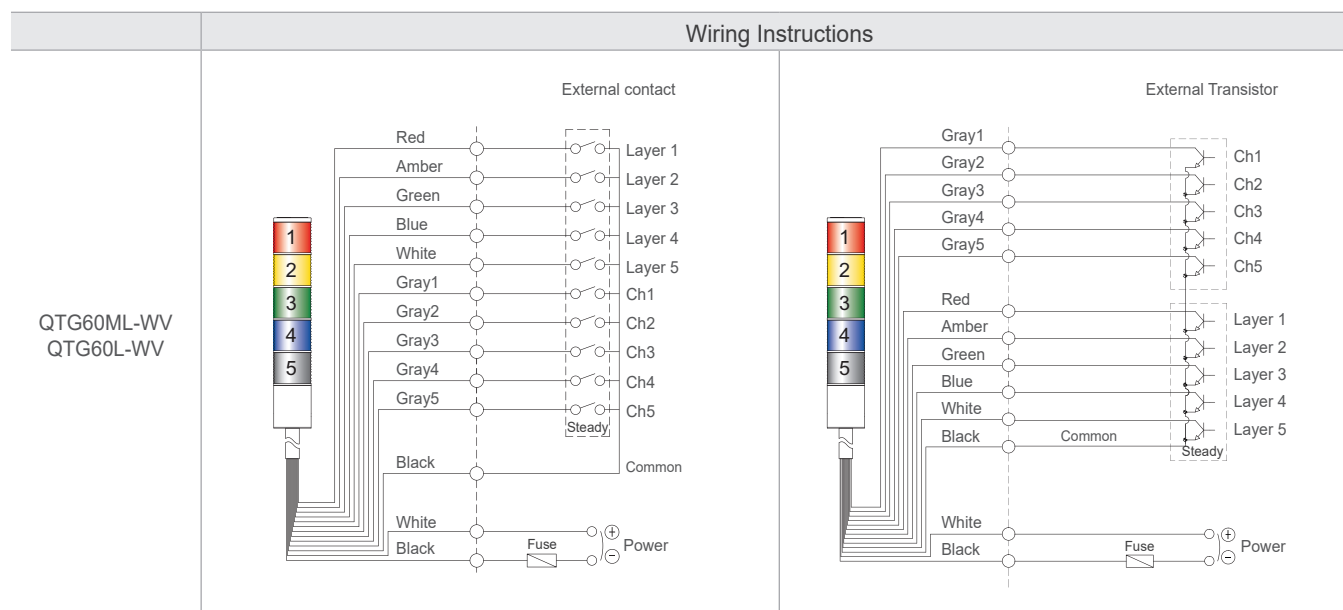 Wiring Instructions
QTG60ML-WV
QTG60L-WV
External contact
Red
Layer 1
Amber
Layer 2
Green
Layer 3
Blue
Layer 4
White
Layer 5
Gray1
Ch1
Gray2
Ch2
Gray3
Ch3
Gray4
Ch4
Gray5
Ch5
Steady
Black
Common
White
Black
Fuse
+
−
Power
1
2
3
4
5
External Transistor
Gray1
Ch1
Gray2
Ch2
Gray3
Ch3
Gray4
Ch4
Gray5
Ch5
Red
Layer 1
Amber
Layer 2
Green
Layer 3
Blue
Layer 4
White
Layer 5
Black
Common
Steady
White
Black
Fuse
+
−
Power
1
2
3
4
5